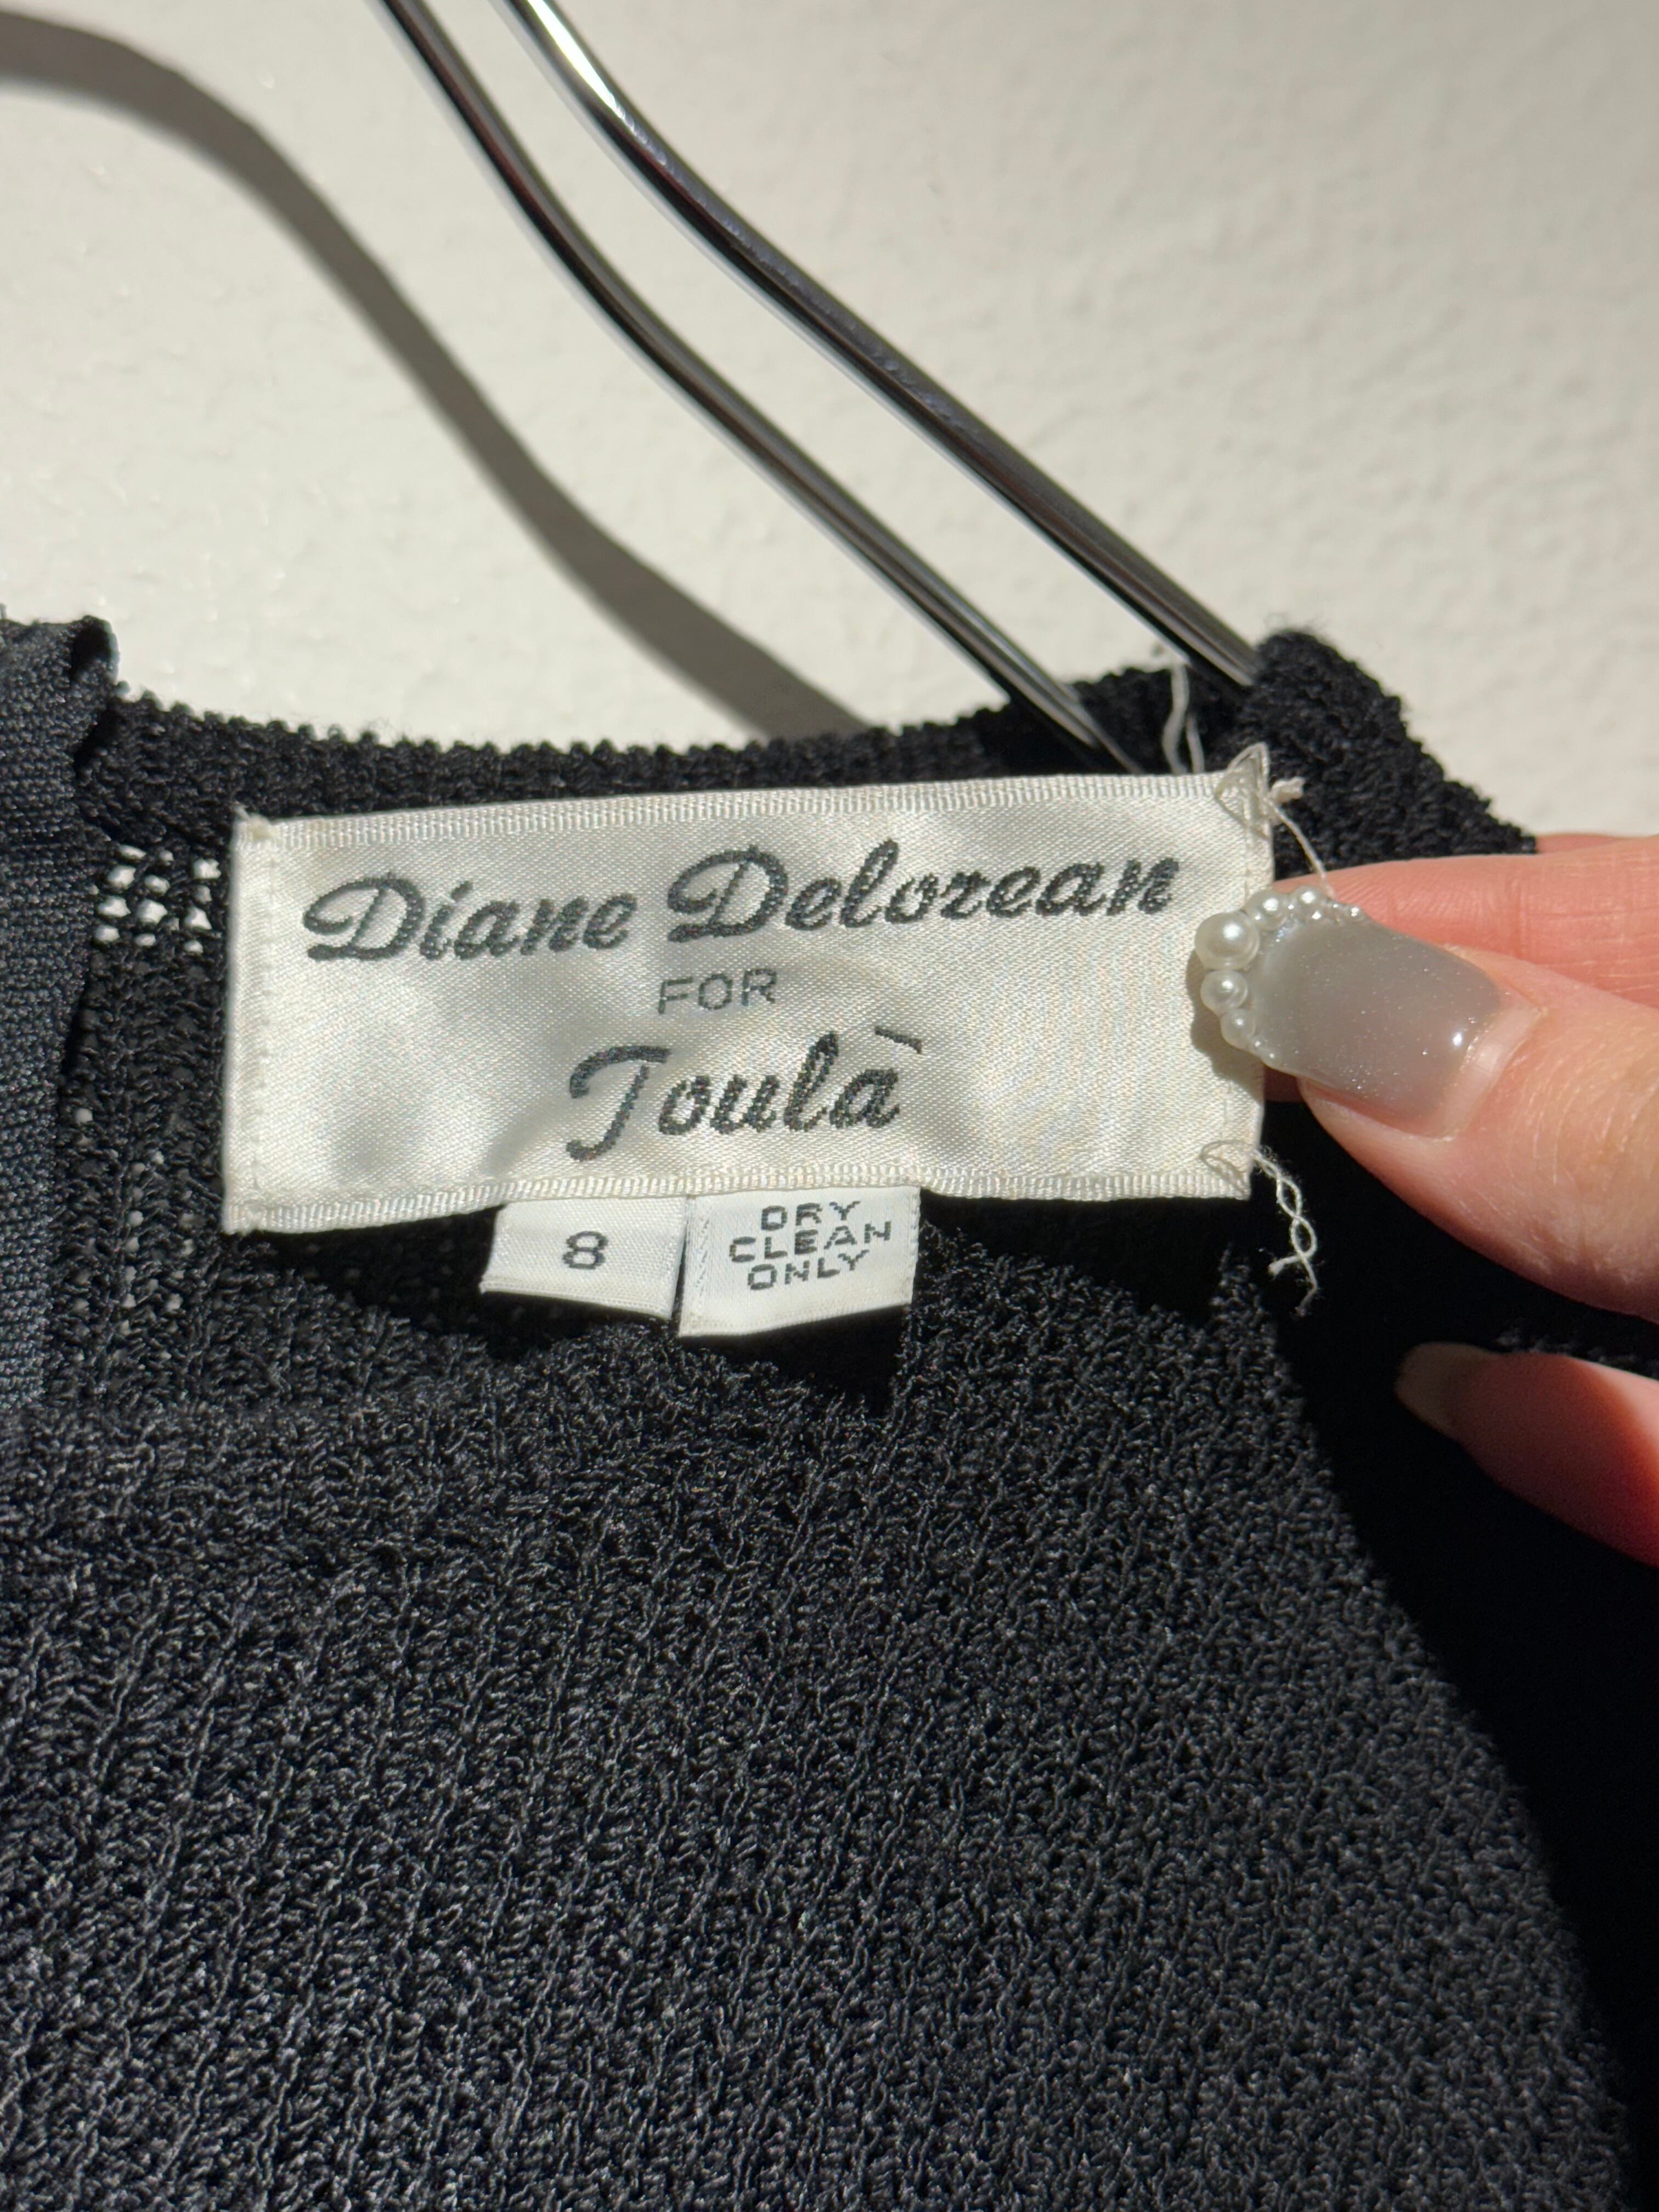 Diane Delorean
FOR
Toulà
8
DRY
CLEAN
ONLY